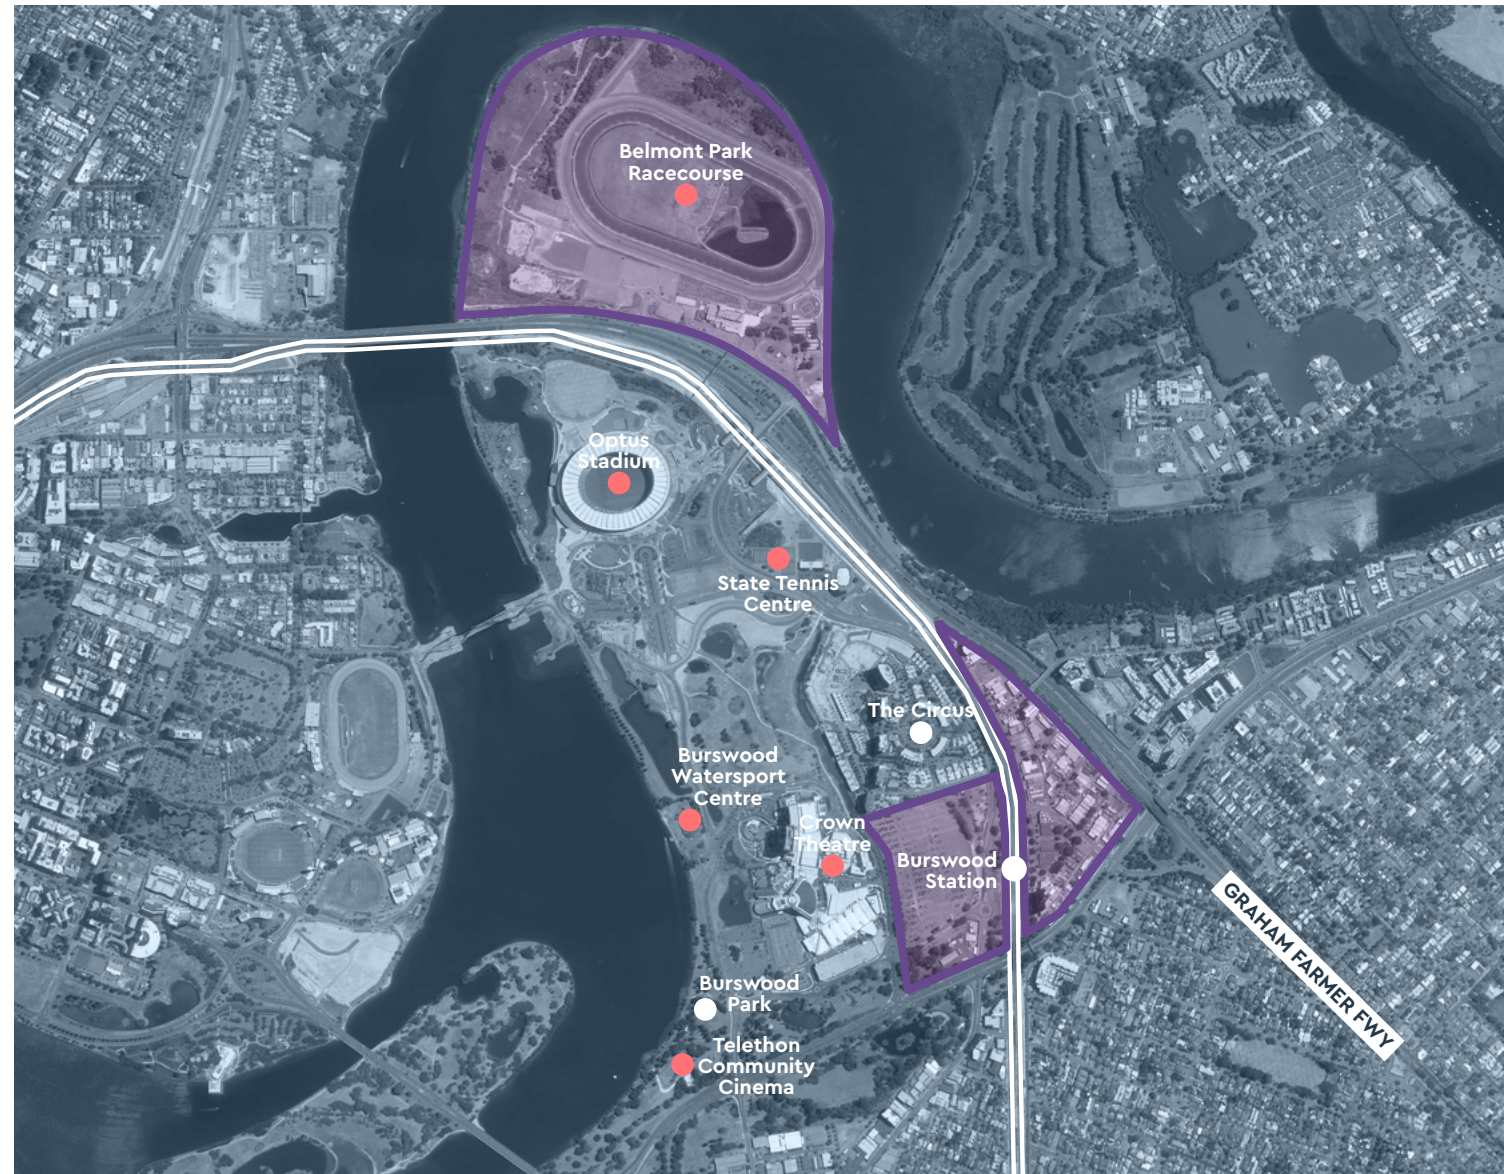 Belmont Park
Racecourse
Optus
Stadium
State Tennis
Centre
The Circus
Burswood
Watersport
Centre
Crown
Theatre
Burswood
Station
GRAHAM FARMER FWY
Burswood
Park
Telethon
Community
Cinema